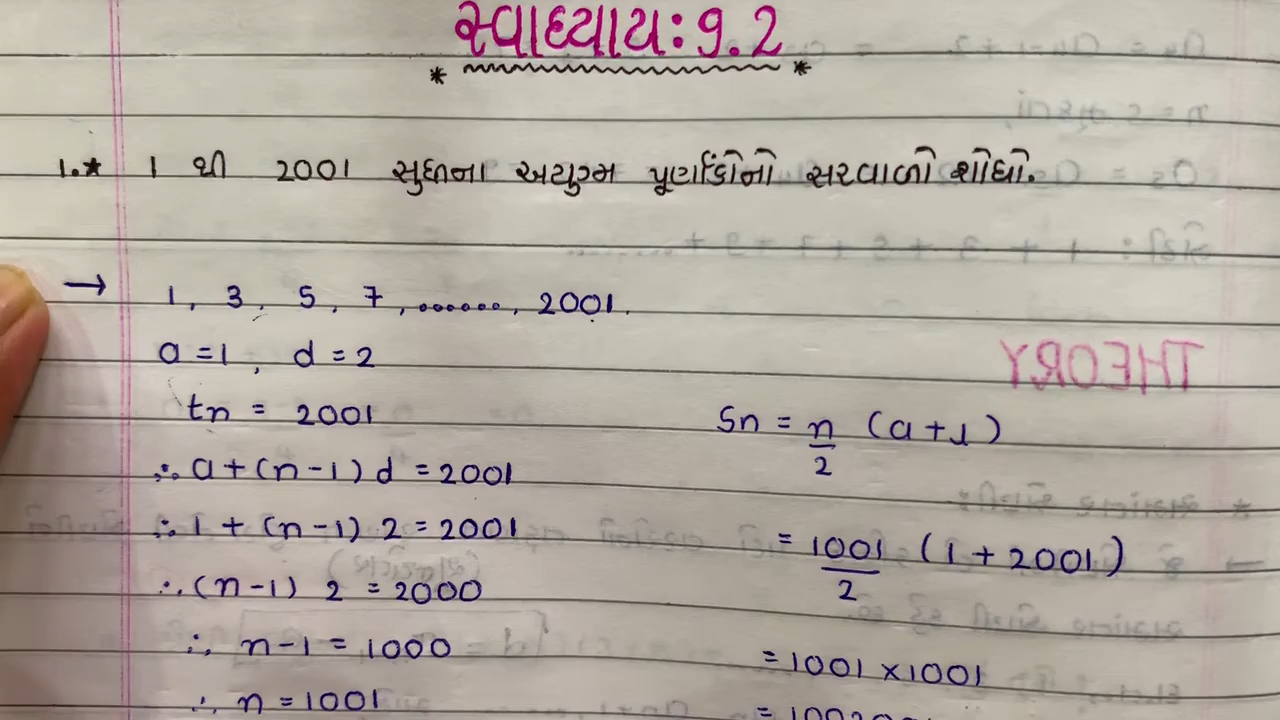 સ્વાધ્યાય: 9.2
1.* 1 થી 2001 સુધીના અયુગ્મ પૂર્ણાંકોનો સરવાળો શોધો.
→ 1, 3, 5, 7, ......, 2001.
a = 1, d = 2
tn = 2001
∴ a + (n-1) d = 2001
∴ 1 + (n-1) 2 = 2001
∴ (n-1) 2 = 2000
∴ n-1 = 1000
∴ n = 1001
Sn = n/2 (a + l)
= 1001/2 (1 + 2001)
= 1001 × 1001
THEORY